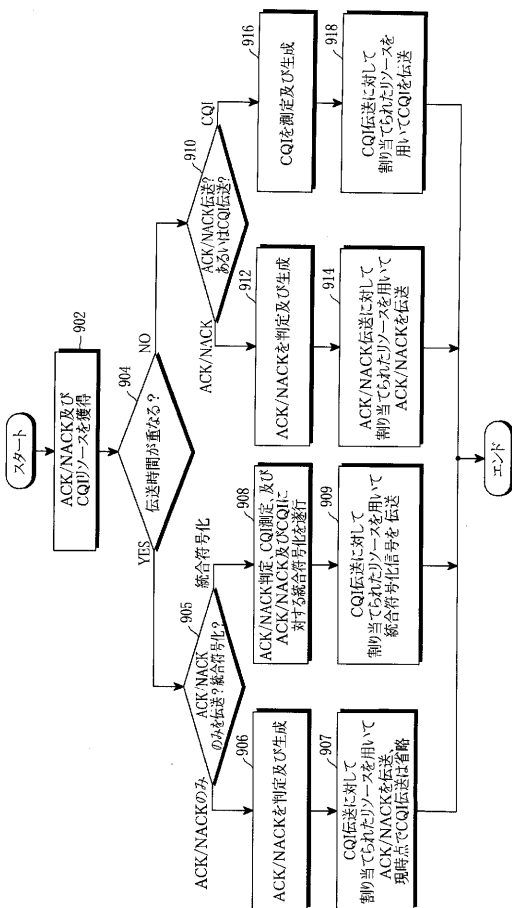 スタート
902
ACK/NACK及び
CQIリソースを獲得
904
伝送時間が重なる？
YES
NO
905
ACK/NACK
のみを伝送？統合符号化？
ACK/NACKのみ
統合符号化
906
ACK/NACKを判定及び生成
907
CQI伝送に対して
割り当てられたリソースを用いて
ACK/NACKを伝送、
現時点でCQI伝送は省略
908
ACK/NACK判定、CQI測定、及び
ACK/NACK及びCQIに
対する統合符号化を遂行
909
CQI伝送に対して
割り当てられたリソースを用いて
統合符号化信号を伝送
910
ACK/NACK伝送？
あるいはCQI伝送？
ACK/NACK
CQI
912
ACK/NACKを判定及び生成
914
ACK/NACK伝送に対して
割り当てられたリソースを用いて
ACK/NACKを伝送
916
CQIを測定及び生成
918
CQI伝送に対して
割り当てられたリソースを
用いてCQIを伝送
エンド